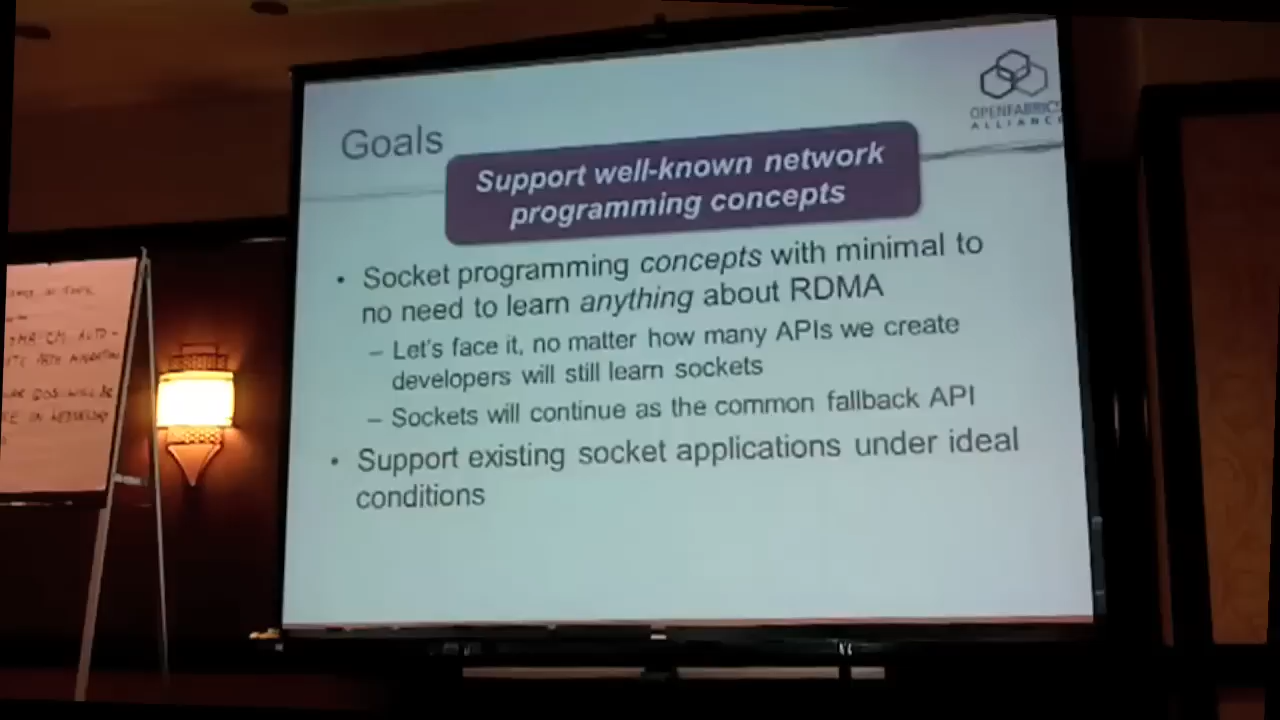 Goals
OPENFABRICS
ALLIANCE
Support well-known network
programming concepts
• Socket programming concepts with minimal to
no need to learn anything about RDMA
– Let's face it, no matter how many APIs we create
developers will still learn sockets
– Sockets will continue as the common fallback API
• Support existing socket applications under ideal
conditions